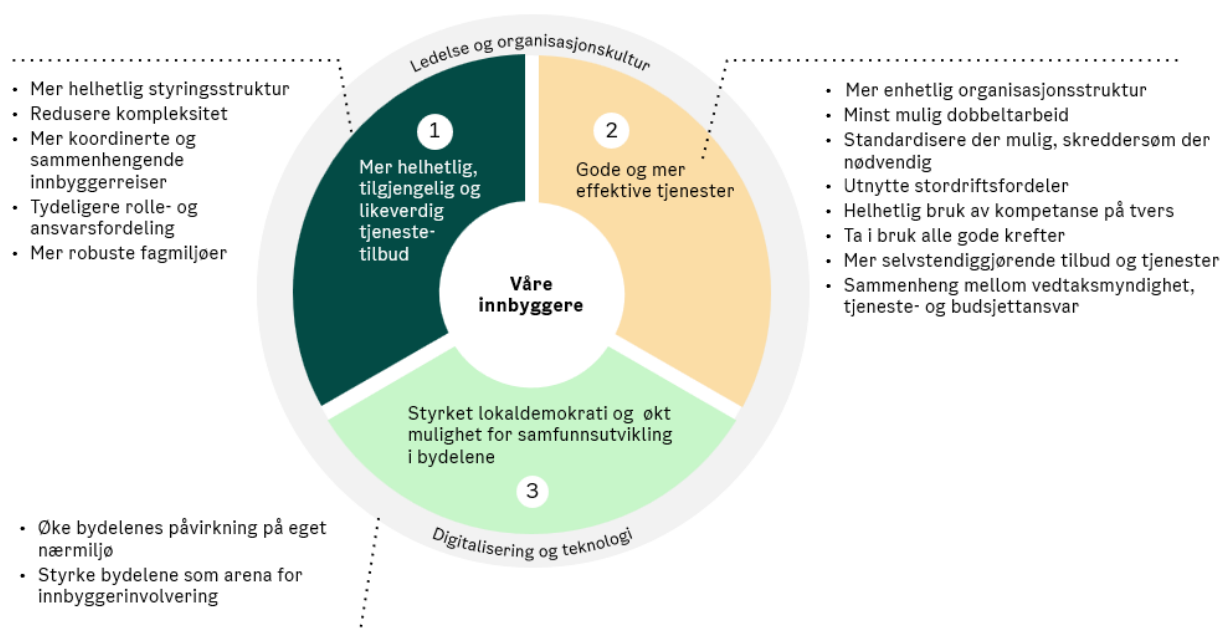 Ledelse og organisasjonskultur
• Mer helhetlig styringsstruktur
• Redusere kompleksitet
• Mer koordinerte og
sammenhengende
innbyggerreiser
• Tydeligere rolle- og
ansvarsfordeling
• Mer robuste fagmiljøer
1
Mer helhetlig,
tilgjengelig og
likeverdig
tjeneste-
tilbud
2
Gode og mer
effektive tjenester
• Mer enhetlig organisasjonsstruktur
• Minst mulig dobbeltarbeid
• Standardisere der mulig, skreddersøm der
nødvendig
• Utnytte stordriftsfordeler
• Helhetlig bruk av kompetanse på tvers
• Ta i bruk alle gode krefter
• Mer selvstendiggjørende tilbud og tjenester
• Sammenheng mellom vedtaksmyndighet,
tjeneste- og budsjettansvar
Våre
innbyggere
Styrket lokaldemokrati og økt
mulighet for samfunnsutvikling
i bydelene
3
Digitalisering og teknologi
• Øke bydelenes påvirkning på eget
nærmiljø
• Styrke bydelene som arena for
innbyggerinvolvering